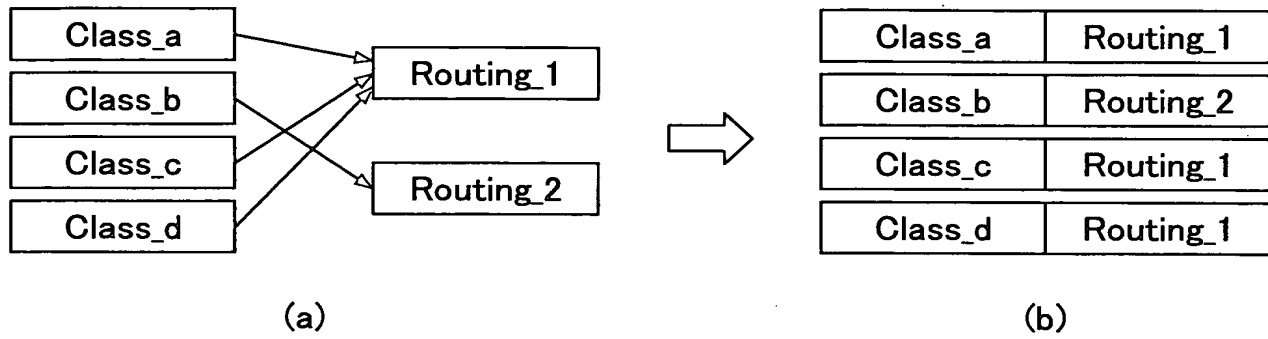 Class_a
Class_b
Class_c
Class_d
Routing_1
Routing_2
(a)
Class_a Routing_1
Class_b Routing_2
Class_c Routing_1
Class_d Routing_1
(b)